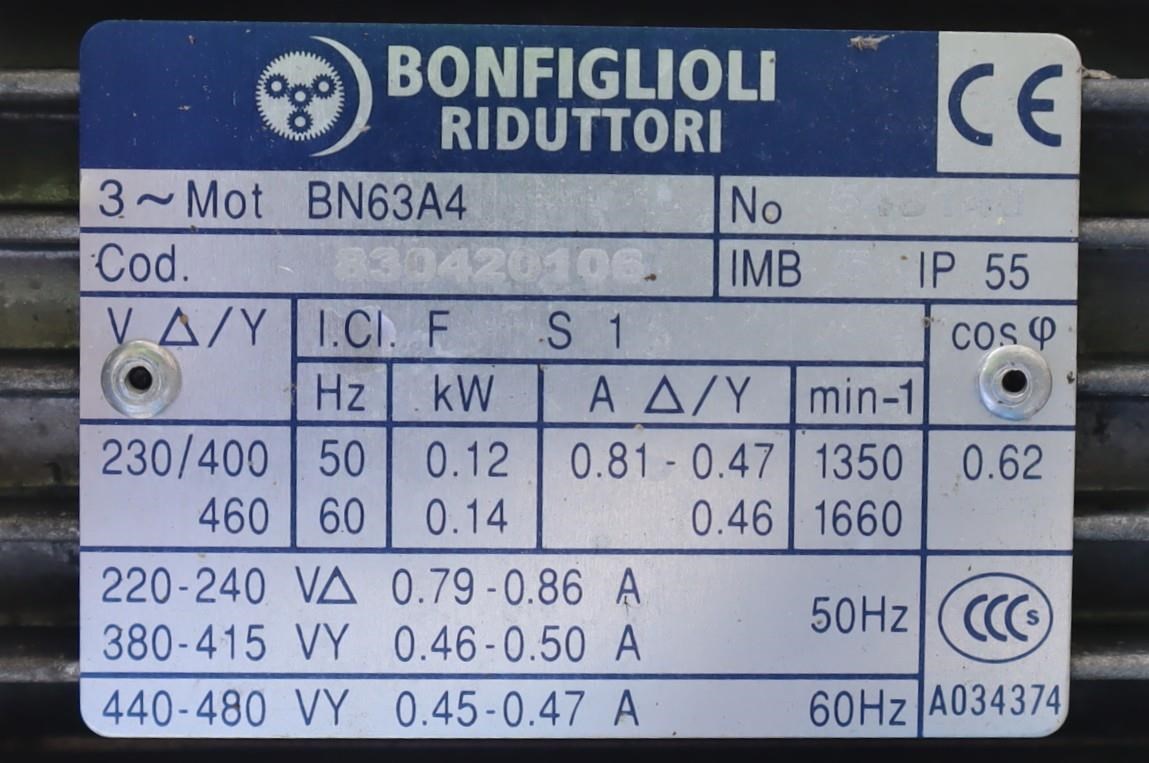 BONFIGLIOLI
RIDUTTORI
CE
3~Mot BN63A4
No
Cod. 830420106
IMB IP 55
V Δ/Y I.Cl. F S 1 cos φ
Hz kW A Δ/Y min-1
230/400 50 0.12 0.81 - 0.47 1350 0.62
460 60 0.14 0.46 1660
220-240 VΔ 0.79-0.86 A
50Hz
380-415 VY 0.46-0.50 A
CCC S
440-480 VY 0.45-0.47 A 60Hz
A034374